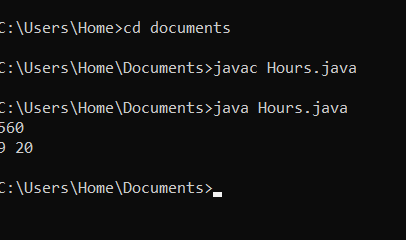 C:\Users\Home>cd documents
C:\Users\Home\Documents>javac Hours.java
C:\Users\Home\Documents>java Hours.java
560
9 20
C:\Users\Home\Documents>